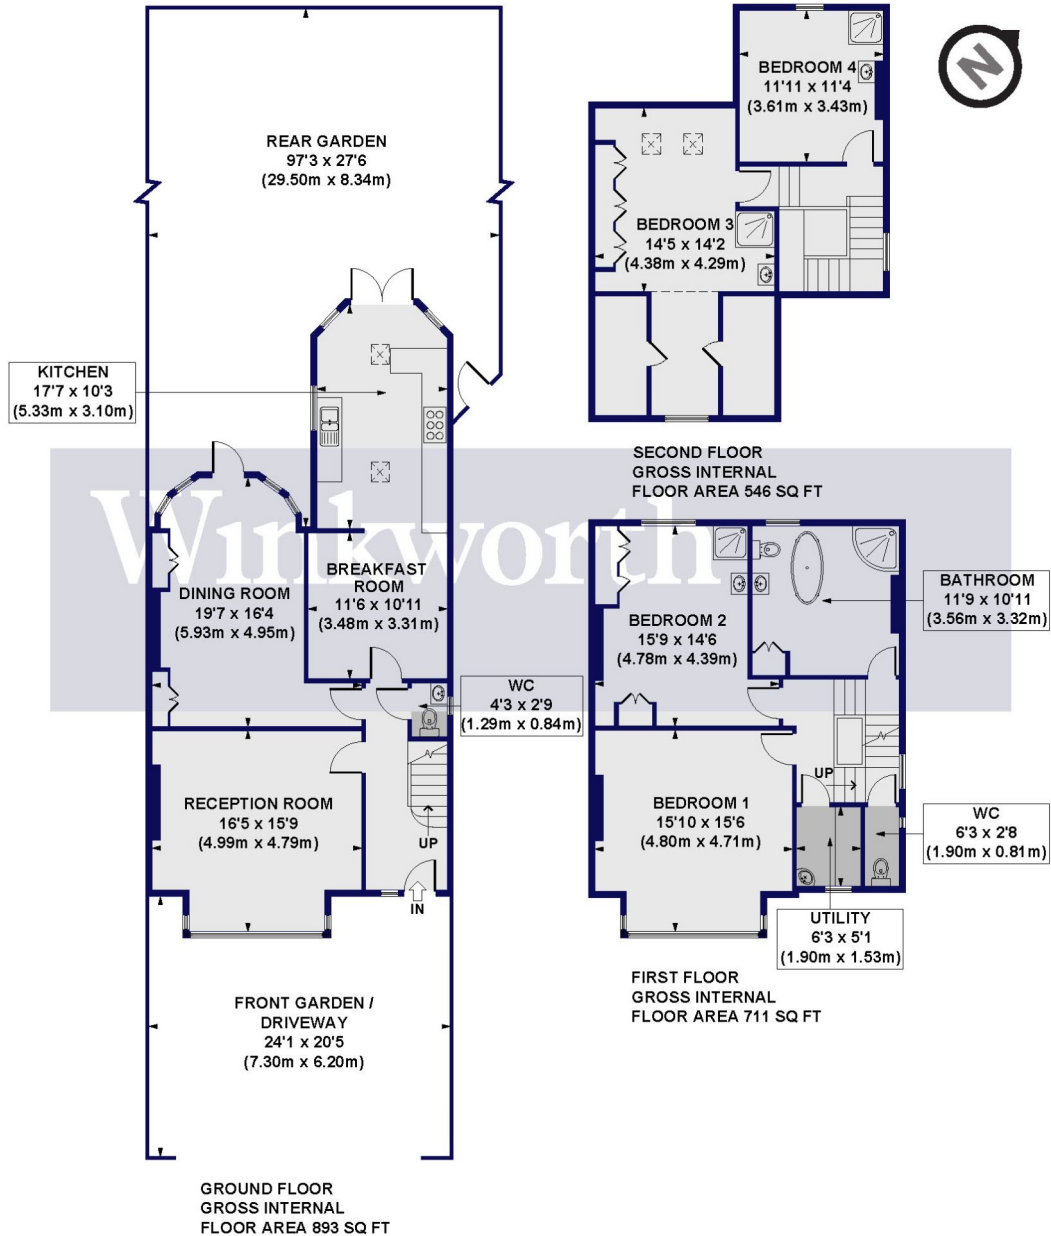 REAR GARDEN
97'3 x 27'6
(29.50m x 8.34m)
KITCHEN
17'7 x 10'3
(5.33m x 3.10m)
Winkworth
DINING ROOM
19'7 x 16'4
(5.93m x 4.95m)
BREAKFAST
ROOM
11'6 x 10'11
(3.48m x 3.31m)
WC
4'3 x 2'9
(1.29m x 0.84m)
RECEPTION ROOM
16'5 x 15'9
(4.99m x 4.79m)
UP
IN
FRONT GARDEN /
DRIVEWAY
24'1 x 20'5
(7.30m x 6.20m)
GROUND FLOOR
GROSS INTERNAL
FLOOR AREA 893 SQ FT
N
BEDROOM 4
11'11 x 11'4
(3.61m x 3.43m)
BEDROOM 3
14'5 x 14'2
(4.38m x 4.29m)
SECOND FLOOR
GROSS INTERNAL
FLOOR AREA 546 SQ FT
BEDROOM 2
15'9 x 14'6
(4.78m x 4.39m)
BATHROOM
11'9 x 10'11
(3.56m x 3.32m)
UP
BEDROOM 1
15'10 x 15'6
(4.80m x 4.71m)
WC
6'3 x 2'8
(1.90m x 0.81m)
UTILITY
6'3 x 5'1
(1.90m x 1.53m)
FIRST FLOOR
GROSS INTERNAL
FLOOR AREA 711 SQ FT